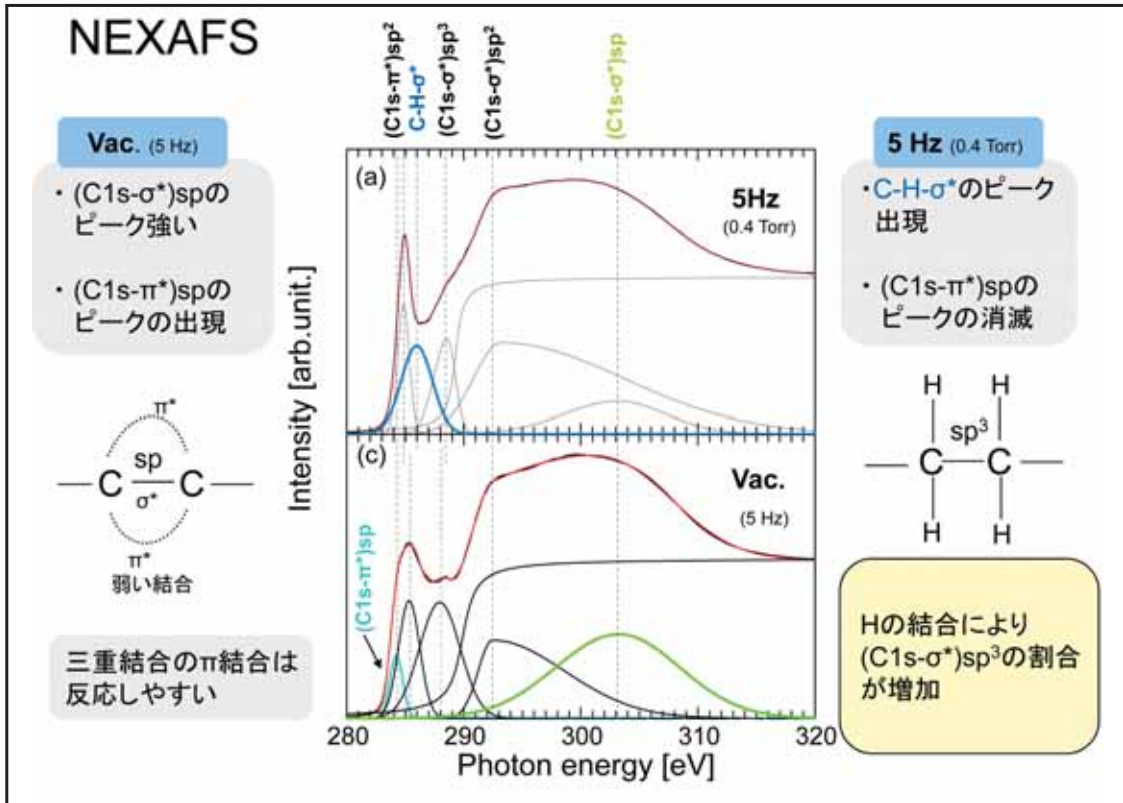 NEXAFS
(C1s-π*)sp²
C-H-σ*
(C1s-σ*)sp³
(C1s-σ*)sp²
(C1s-σ*)sp
Vac. (5 Hz)
・ (C1s-σ*)spの
ピーク強い
・ (C1s-π*)spの
ピークの出現
π*
sp
C C
σ*
π*
弱い結合
三重結合のπ結合は
反応しやすい
Intensity [arb.unit.]
(a)
5Hz
(0.4 Torr)
(c)
Vac.
(5 Hz)
(C1s-π*)sp
280 290 300 310 320
Photon energy [eV]
5 Hz (0.4 Torr)
・C-H-σ*のピーク
出現
・ (C1s-π*)spの
ピークの消滅
H H
sp³
C C
H H
Hの結合により
(C1s-σ*)sp³の割合
が増加